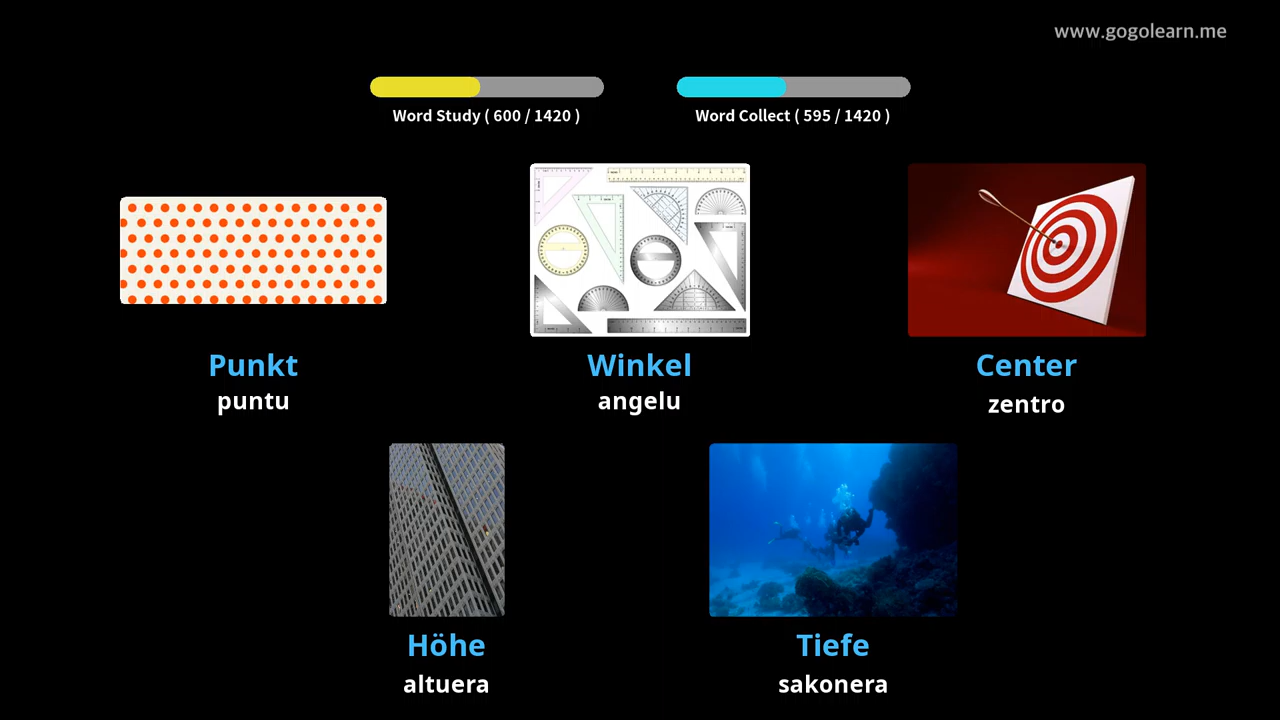 www.gogolearn.me
Word Study ( 600 / 1420 )
Word Collect ( 595 / 1420 )
Punkt
puntu
Winkel
angelu
Center
zentro
Höhe
altuera
Tiefe
sakonera